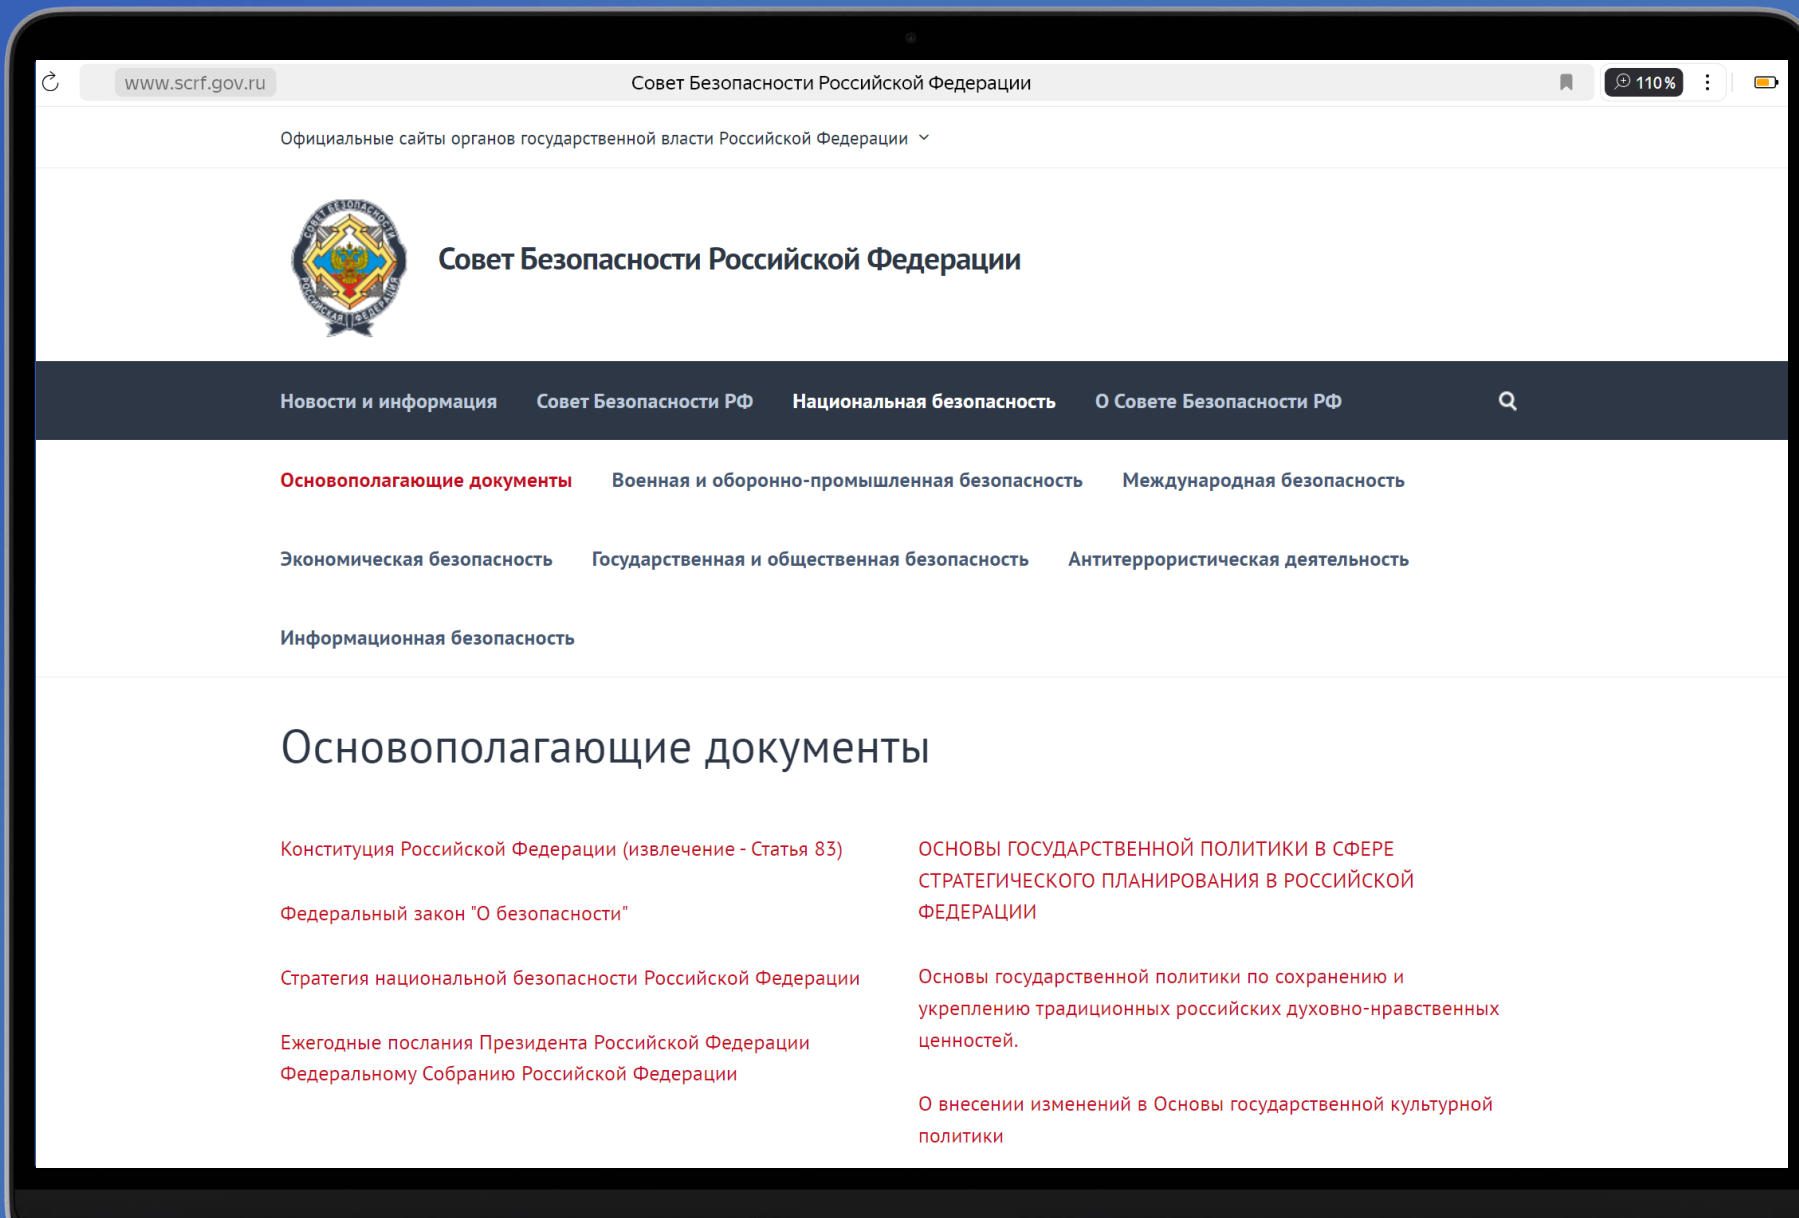 www.scrf.gov.ru
Совет Безопасности Российской Федерации
110%
Официальные сайты органов государственной власти Российской Федерации
СОВЕТ БЕЗОПАСНОСТИ
РОССИЙСКАЯ ФЕДЕРАЦИЯ
Совет Безопасности Российской Федерации
Новости и информация Совет Безопасности РФ Национальная безопасность О Совете Безопасности РФ
Основополагающие документы Военная и оборонно-промышленная безопасность Международная безопасность
Экономическая безопасность Государственная и общественная безопасность Антитеррористическая деятельность
Информационная безопасность
Основополагающие документы
Конституция Российской Федерации (извлечение - Статья 83)
Федеральный закон "О безопасности"
Стратегия национальной безопасности Российской Федерации
Ежегодные послания Президента Российской Федерации
Федеральному Собранию Российской Федерации
ОСНОВЫ ГОСУДАРСТВЕННОЙ ПОЛИТИКИ В СФЕРЕ
СТРАТЕГИЧЕСКОГО ПЛАНИРОВАНИЯ В РОССИЙСКОЙ
ФЕДЕРАЦИИ
Основы государственной политики по сохранению и
укреплению традиционных российских духовно-нравственных
ценностей.
О внесении изменений в Основы государственной культурной
политики